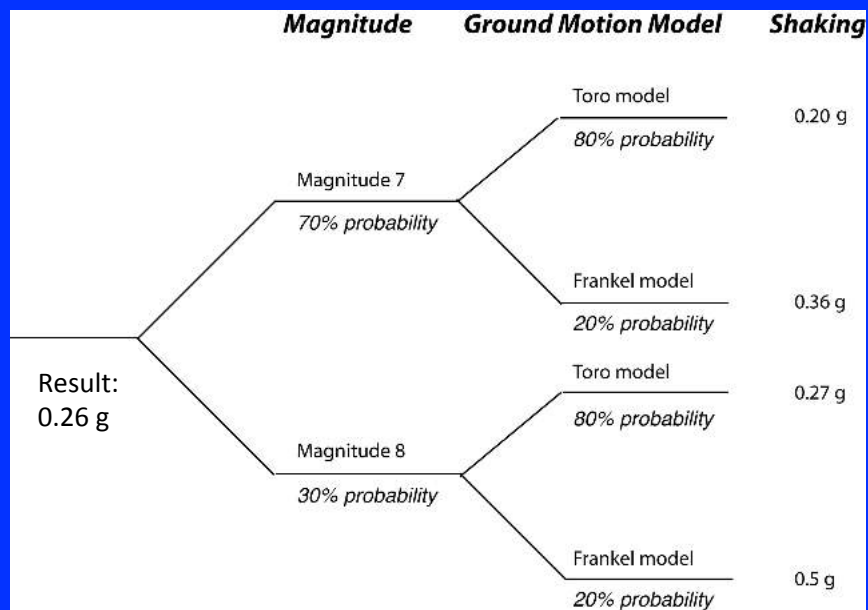 Magnitude Ground Motion Model Shaking
Toro model
0.20 g
80% probability
Magnitude 7
70% probability
Frankel model
0.36 g
20% probability
Result:
0.26 g
Toro model
0.27 g
80% probability
Magnitude 8
30% probability
Frankel model
0.5 g
20% probability